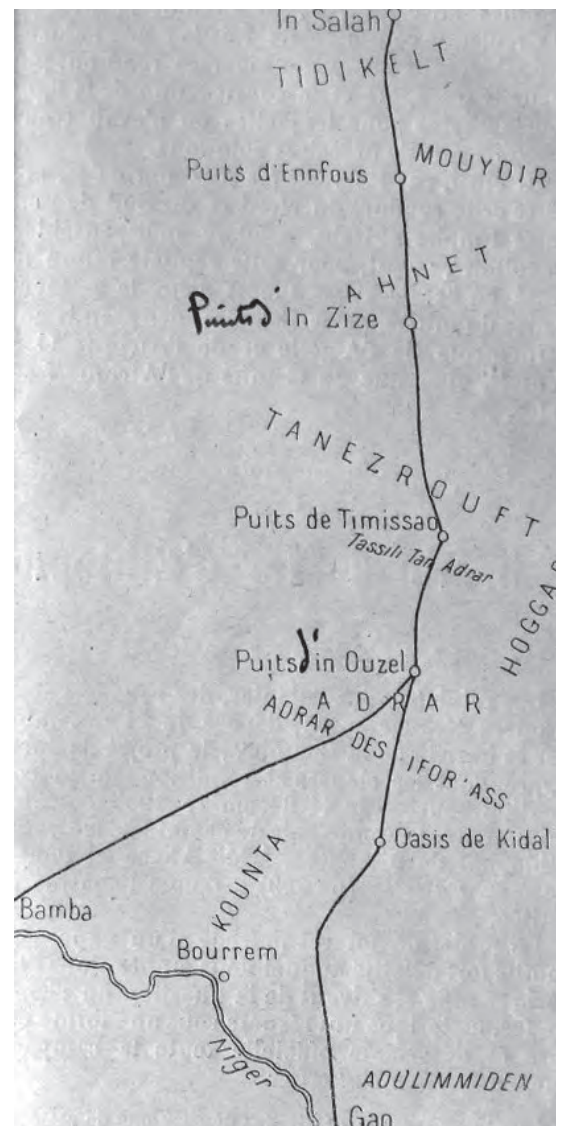 In Salah
TIDIKELT
Puits d'Ennfous
MOUYDIR
AHNET
Puits d' In Zize
TANEZROUFT
Puits de Timissao
Tassili Tan Adrar
HOGGAR
Puits d'in Ouzel
ADRAR
ADRAR DES IFOR'ASS
Oasis de Kidal
KOUNTA
Bamba
Bourrem
Niger
AOULIMMIDEN
Gao